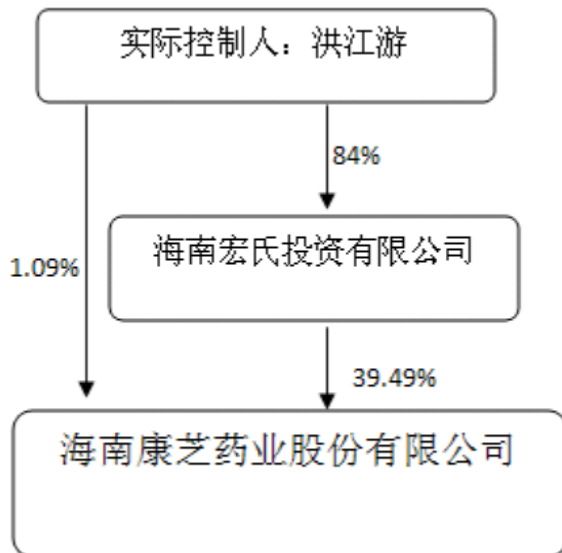 实际控制人：洪江游
84%
海南宏氏投资有限公司
1.09%
39.49%
海南康芝药业股份有限公司